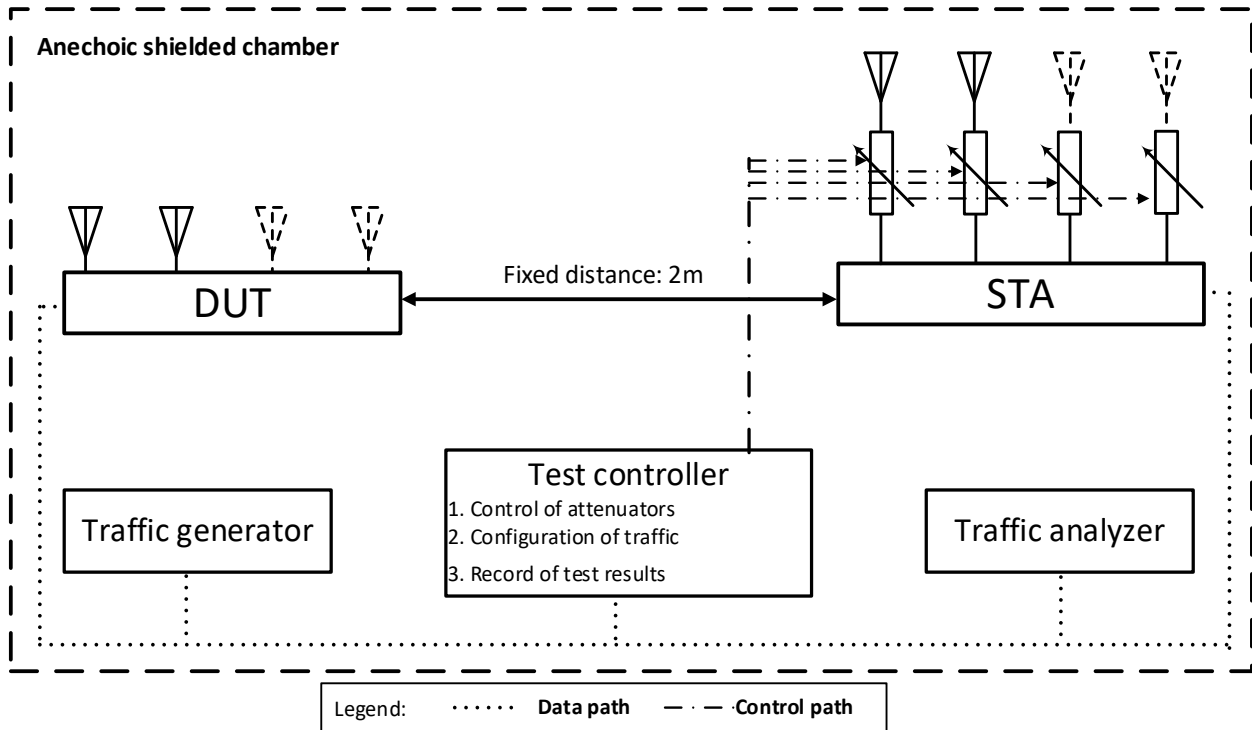 Anechoic shielded chamber
Fixed distance: 2m
DUT
STA
Test controller
1. Control of attenuators
2. Configuration of traffic
3. Record of test results
Traffic generator
Traffic analyzer
Legend: Data path Control path